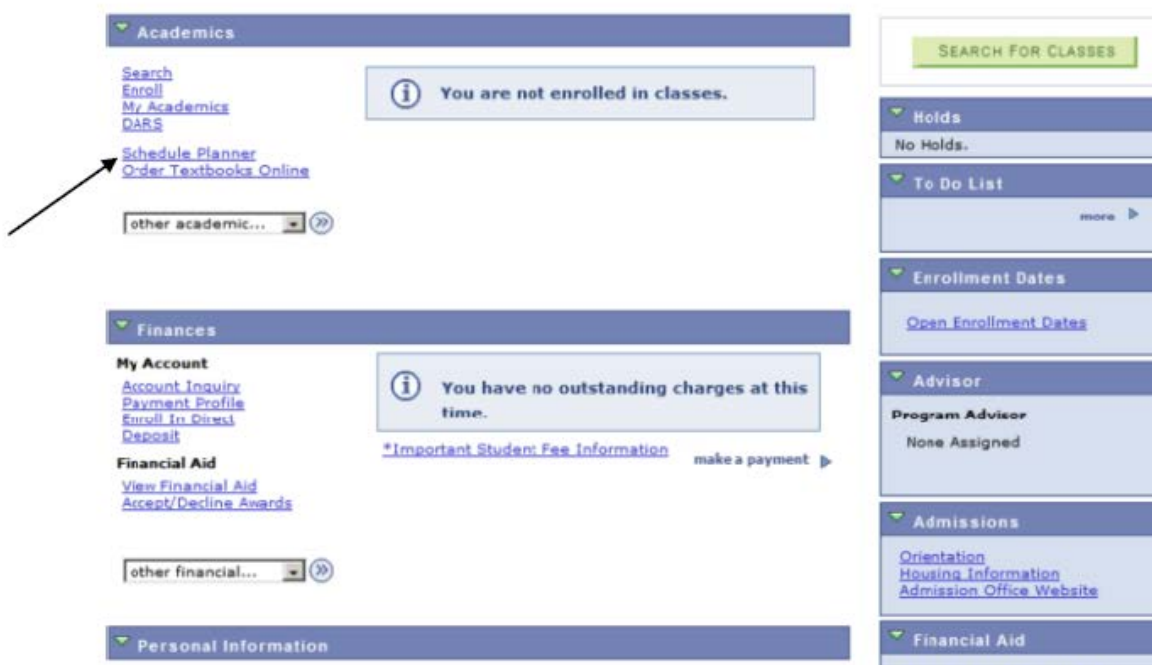 Academics
Search
Enroll
My Academics
DARS
Schedule Planner
Order Textbooks Online
other academic...
You are not enrolled in classes.
Finances
My Account
Account Inquiry
Payment Profile
Enroll In Direct
Deposit
Financial Aid
View Financial Aid
Accept/Decline Awards
other financial...
You have no outstanding charges at this
time.
*Important Student Fee Information
make a payment
Personal Information
SEARCH FOR CLASSES
Holds
No Holds.
To Do List
more
Enrollment Dates
Open Enrollment Dates
Advisor
Program Advisor
None Assigned
Admissions
Orientation
Housing Information
Admission Office Website
Financial Aid